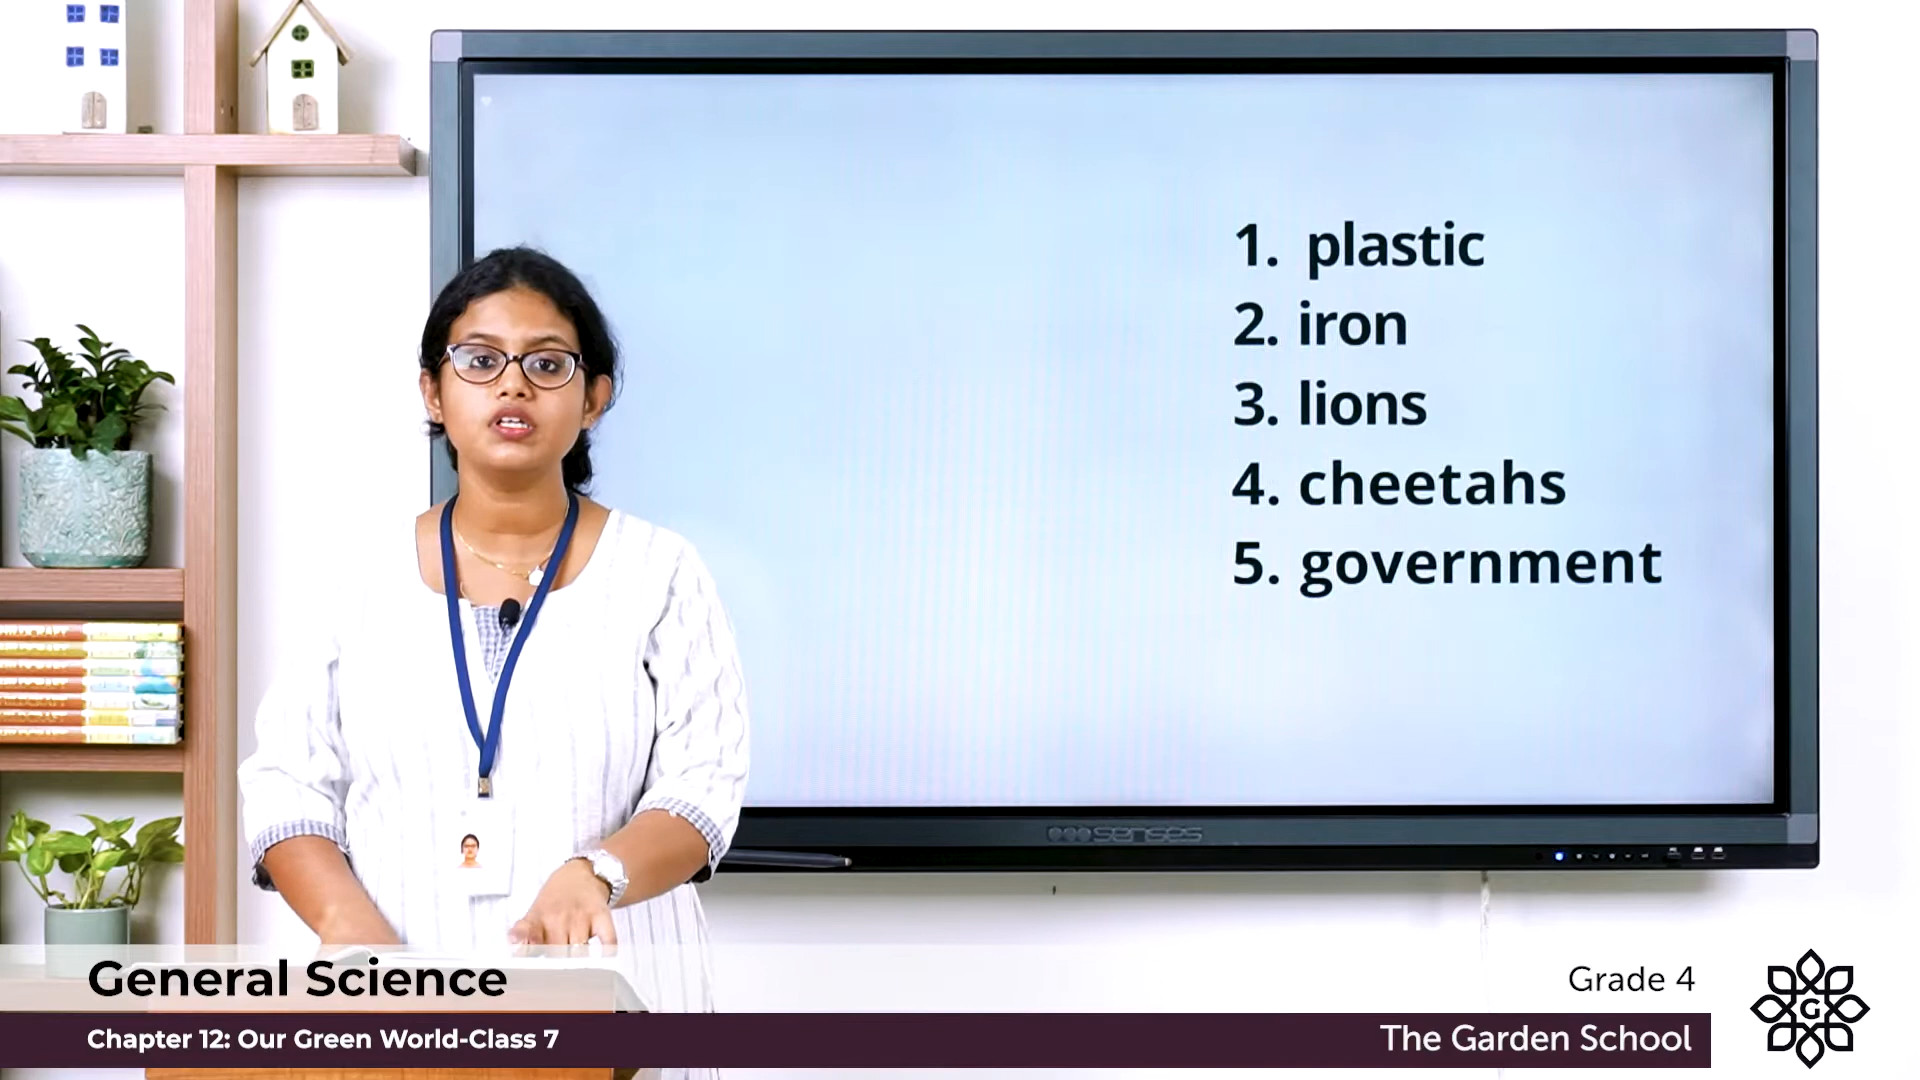 1. plastic
2. iron
3. lions
4. cheetahs
5. government
senses
General Science
Grade 4
Chapter 12: Our Green World-Class 7
The Garden School
G